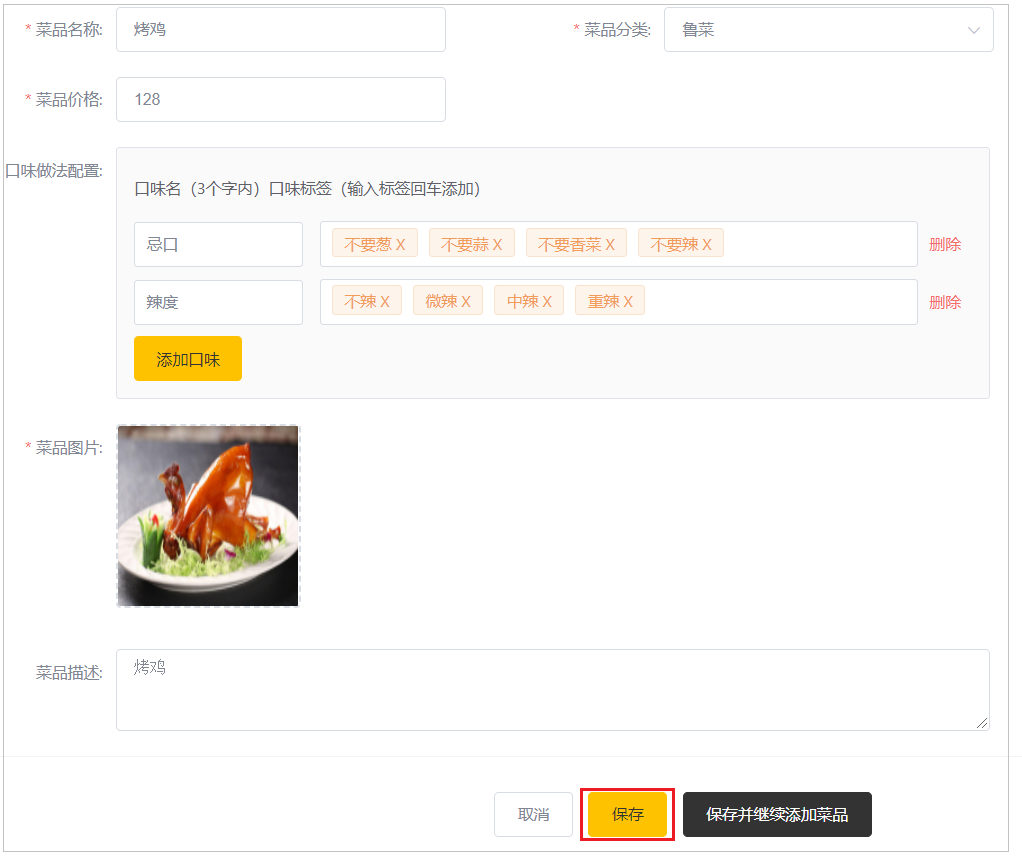 * 菜品名称: 烤鸡 * 菜品分类: 鲁菜
* 菜品价格: 128
口味做法配置:
口味名（3个字内）口味标签（输入标签回车添加）
忌口 不要葱 X 不要蒜 X 不要香菜 X 不要辣 X 删除
辣度 不辣 X 微辣 X 中辣 X 重辣 X 删除
添加口味
* 菜品图片:
菜品描述: 烤鸡
取消 保存 保存并继续添加菜品